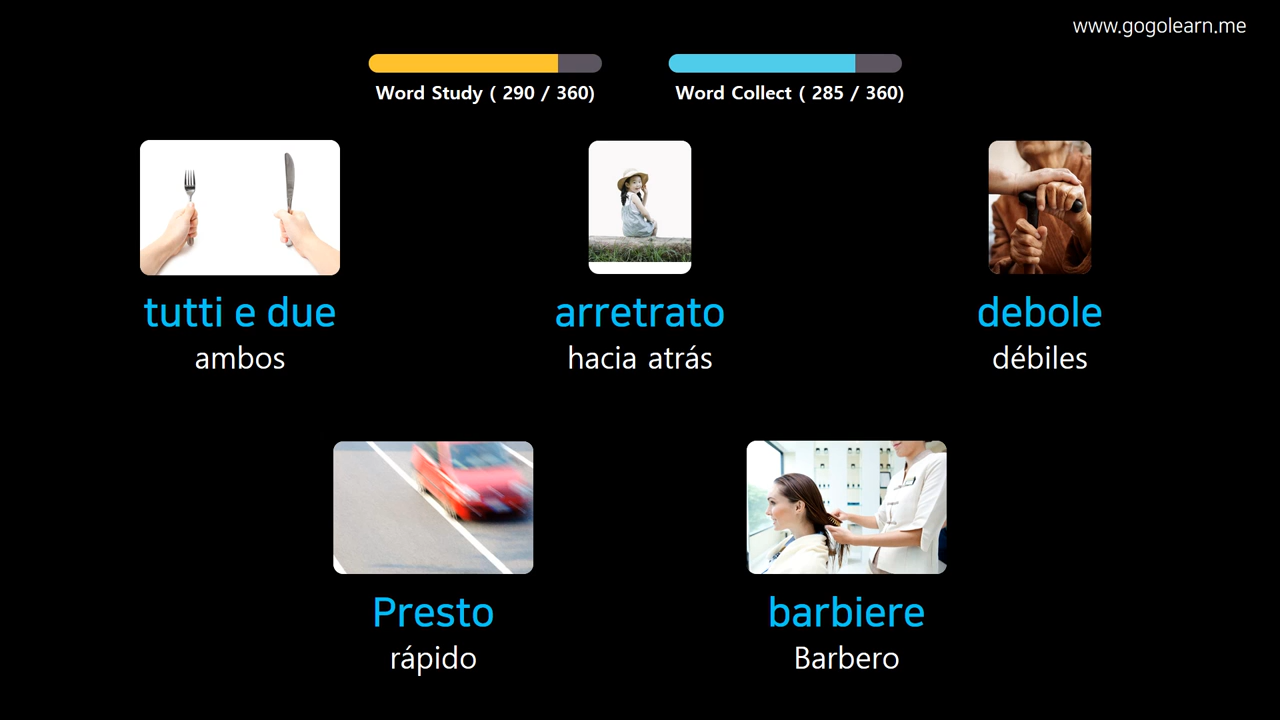 www.gogolearn.me
Word Study ( 290 / 360)
Word Collect ( 285 / 360)
tutti e due
ambos
arretrato
hacia atrás
debole
débiles
Presto
rápido
barbiere
Barbero